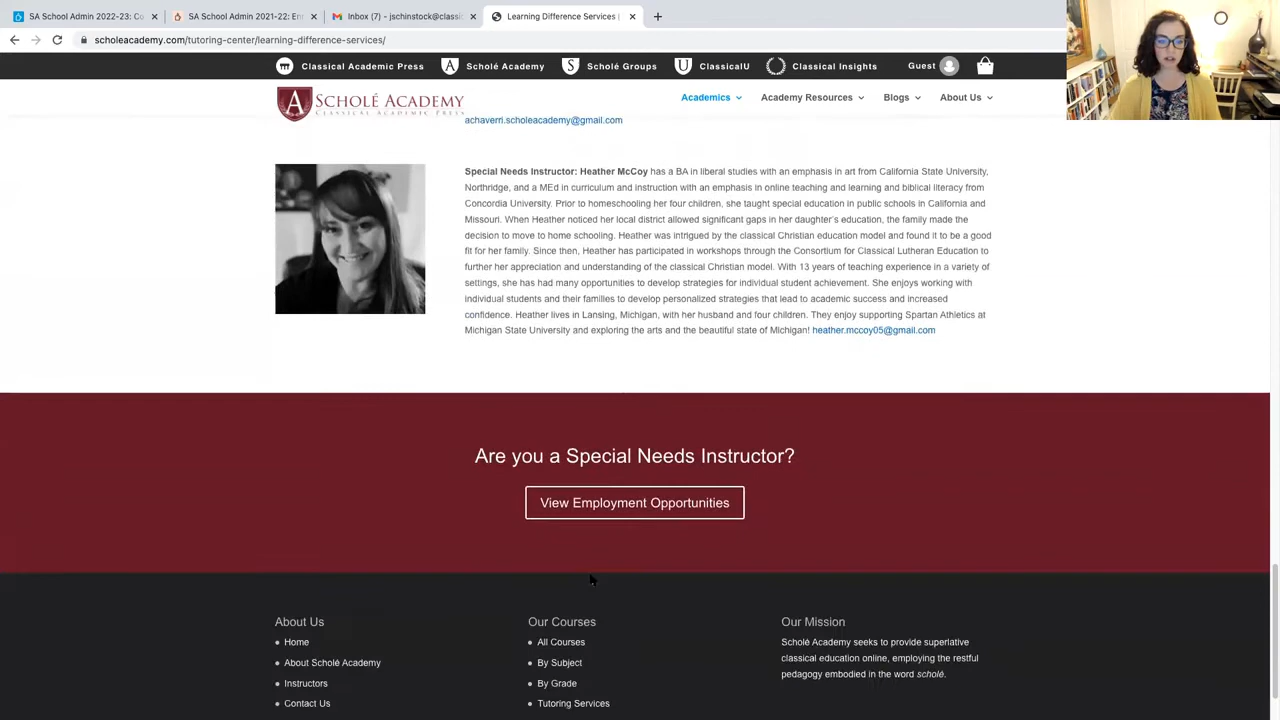 SA School Admin 2022-23: Co
SA School Admin 2021-22: En
Inbox (7) - jschinstock@classi
Learning Difference Services |
scholeacademy.com/tutoring-center/learning-difference-services/
Classical Academic Press
A
Scholé Academy
S
Scholé Groups
U
ClassicalU
Classical Insights
Guest
A
SCHOLÉ ACADEMY
CLASSICAL ACADEMIC PRESS
Academics
Academy Resources
Blogs
About Us
achaverri.scholeacademy@gmail.com
Special Needs Instructor: Heather McCoy has a BA in liberal studies with an emphasis in art from California State University,
Northridge, and a MEd in curriculum and instruction with an emphasis in online teaching and learning and biblical literacy from
Concordia University. Prior to homeschooling her four children, she taught special education in public schools in California and
Missouri. When Heather noticed her local district allowed significant gaps in her daughter's education, the family made the
decision to move to home schooling. Heather was intrigued by the classical Christian education model and found it to be a good
fit for her family. Since then, Heather has participated in workshops through the Consortium for Classical Lutheran Education to
further her appreciation and understanding of the classical Christian model. With 13 years of teaching experience in a variety of
settings, she has had many opportunities to develop strategies for individual student achievement. She enjoys working with
individual students and their families to develop personalized strategies that lead to academic success and increased
confidence. Heather lives in Lansing, Michigan, with her husband and four children. They enjoy supporting Spartan Athletics at
Michigan State University and exploring the arts and the beautiful state of Michigan! heather.mccoy05@gmail.com
Are you a Special Needs Instructor?
View Employment Opportunities
About Us
Home
About Scholé Academy
Instructors
Contact Us
Our Courses
All Courses
By Subject
By Grade
Tutoring Services
Our Mission
Scholé Academy seeks to provide superlative
classical education online, employing the restful
pedagogy embodied in the word scholé.